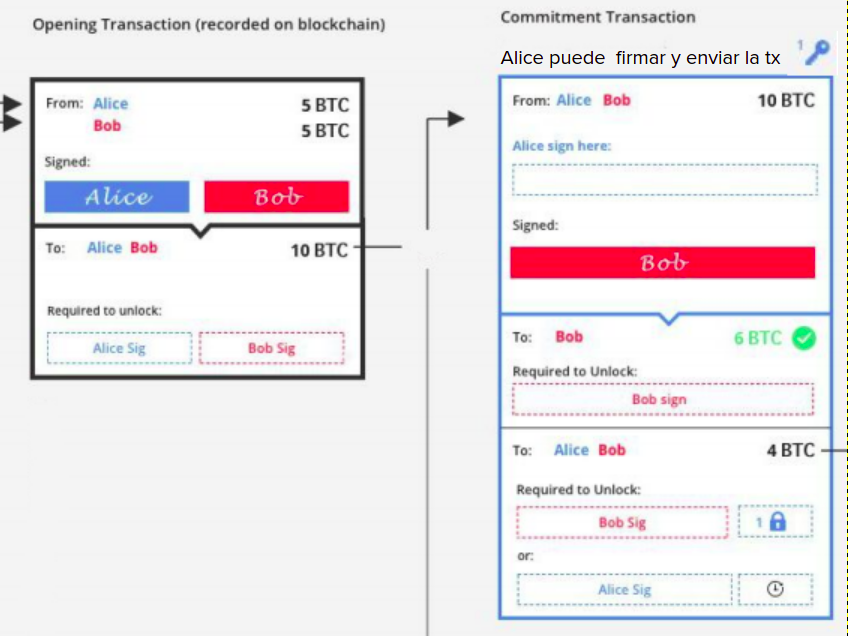 Opening Transaction (recorded on blockchain)
From: Alice 5 BTC
Bob 5 BTC
Signed:
Alice Bob
To: Alice Bob 10 BTC
Required to unlock:
Alice Sig Bob Sig
Commitment Transaction
Alice puede firmar y enviar la tx 1
From: Alice Bob 10 BTC
Alice sign here:
Signed:
Bob
To: Bob 6 BTC
Required to Unlock:
Bob sign
To: Alice Bob 4 BTC
Required to Unlock:
Bob Sig 1
or:
Alice Sig